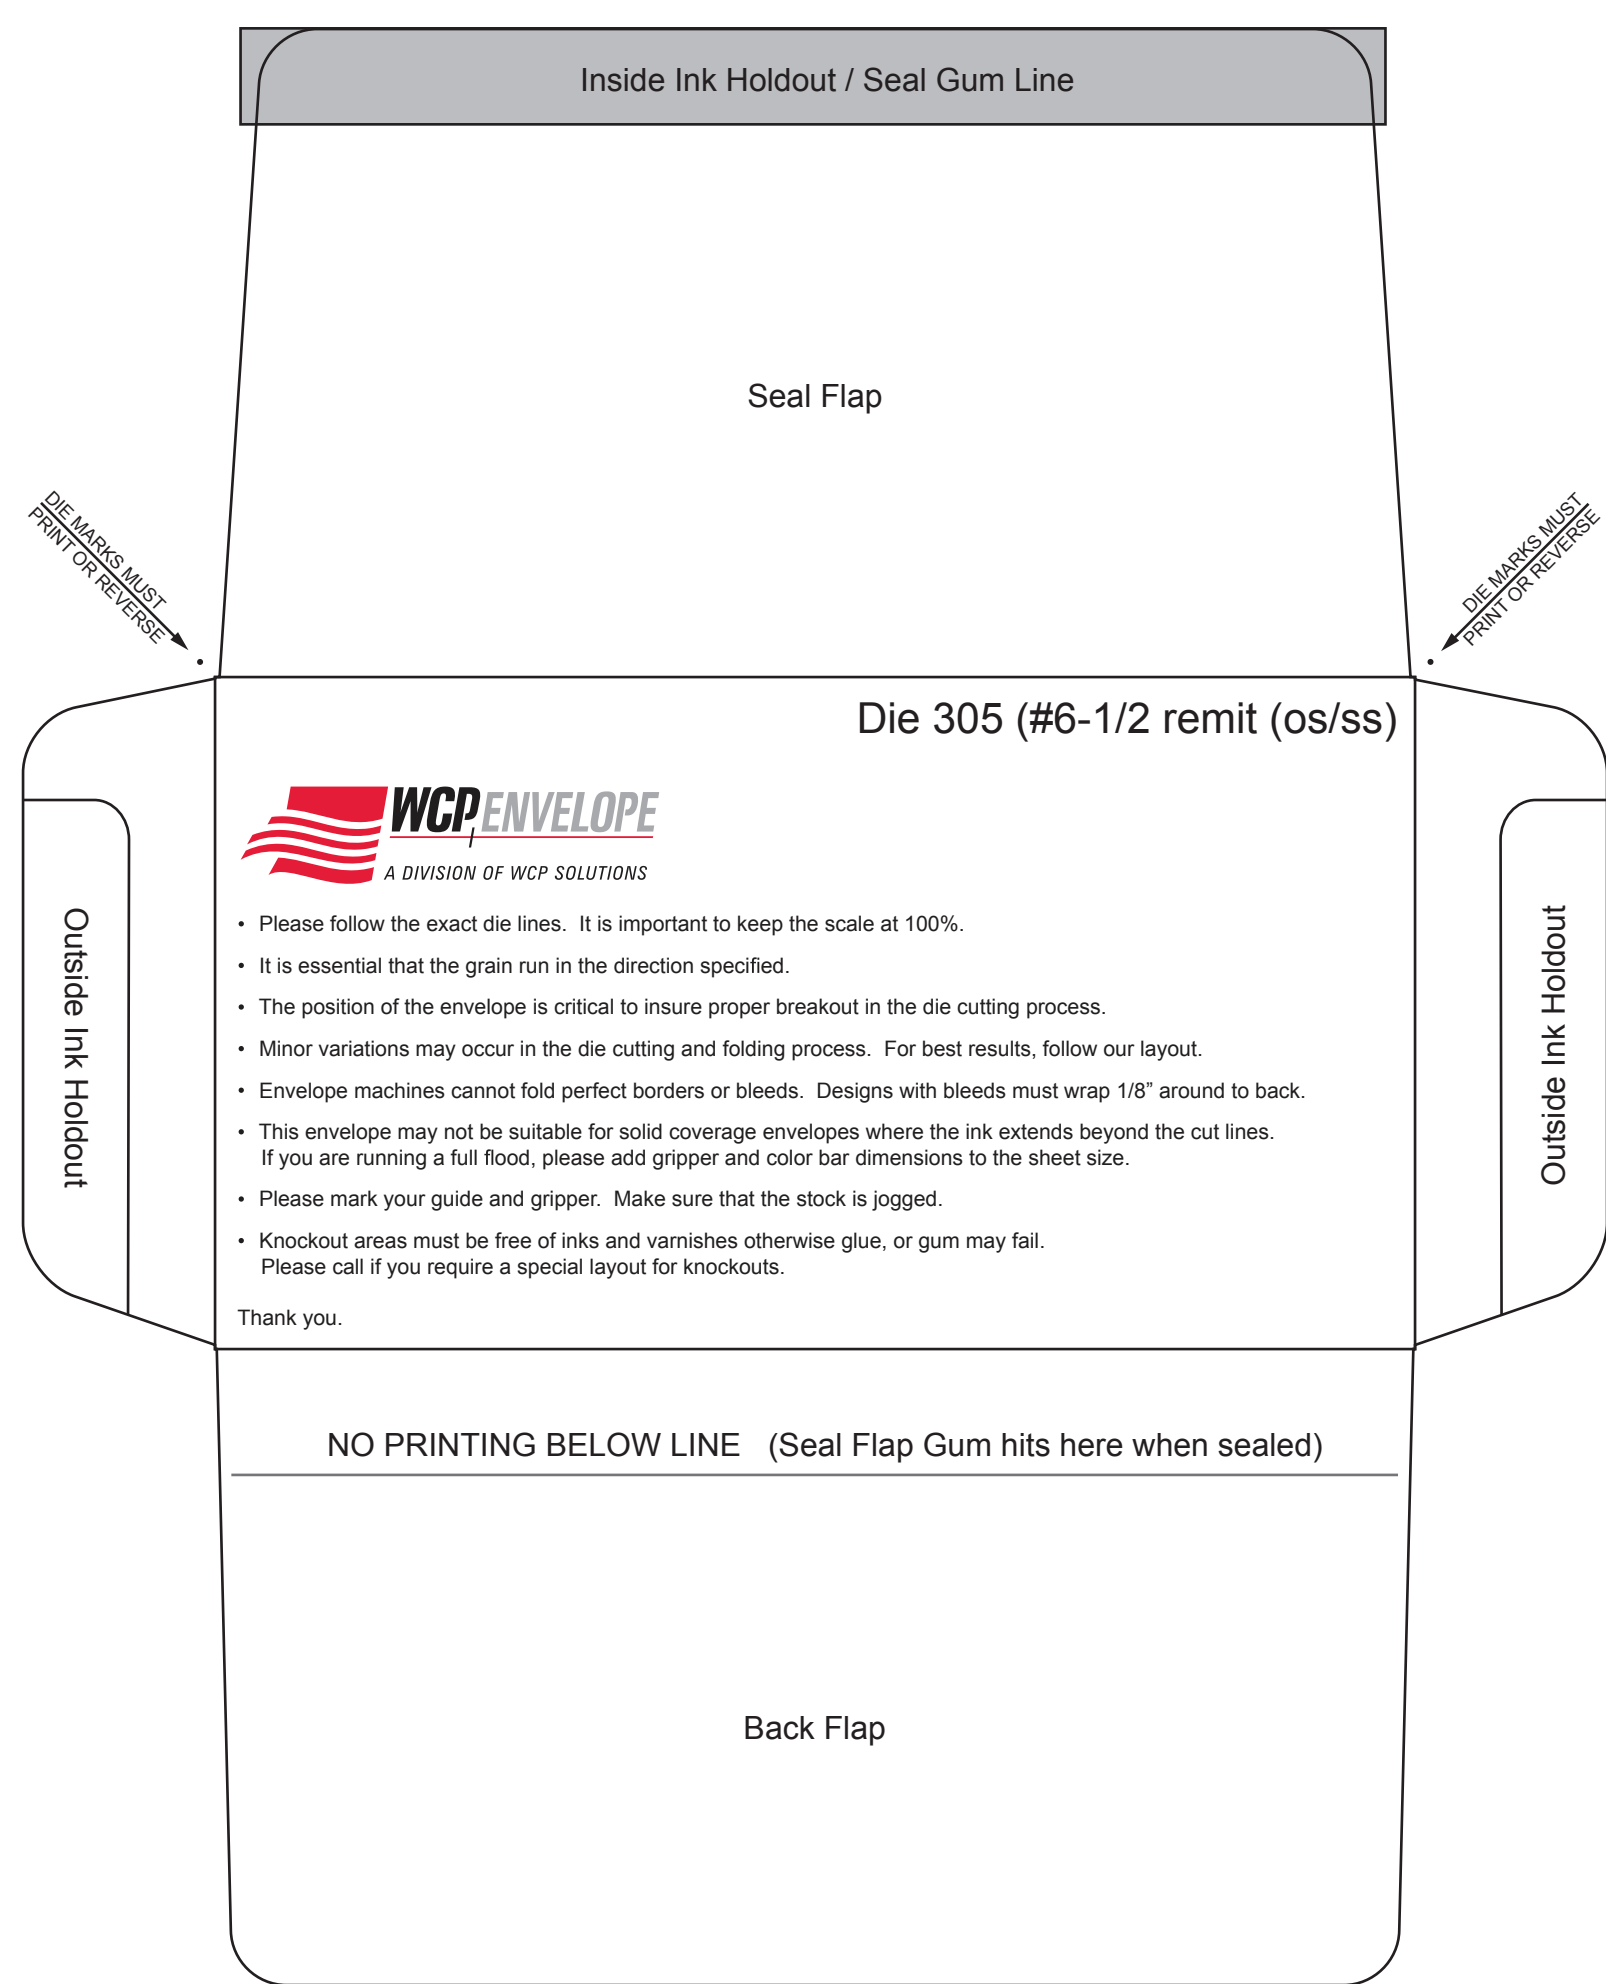 Inside Ink Holdout / Seal Gum Line
Seal Flap
DIE MARKS MUST
PRINT OR REVERSE
DIE MARKS MUST
PRINT OR REVERSE
Die 305 (#6-1/2 remit (os/ss)
WCP ENVELOPE
A DIVISION OF WCP SOLUTIONS
• Please follow the exact die lines.  It is important to keep the scale at 100%.
• It is essential that the grain run in the direction specified.
• The position of the envelope is critical to insure proper breakout in the die cutting process.
• Minor variations may occur in the die cutting and folding process.  For best results, follow our layout.
• Envelope machines cannot fold perfect borders or bleeds.  Designs with bleeds must wrap 1/8” around to back.
• This envelope may not be suitable for solid coverage envelopes where the ink extends beyond the cut lines.
If you are running a full flood, please add gripper and color bar dimensions to the sheet size.
• Please mark your guide and gripper.  Make sure that the stock is jogged.
• Knockout areas must be free of inks and varnishes otherwise glue, or gum may fail.
Please call if you require a special layout for knockouts.
Thank you.
Outside Ink Holdout
Outside Ink Holdout
NO PRINTING BELOW LINE   (Seal Flap Gum hits here when sealed)
Back Flap